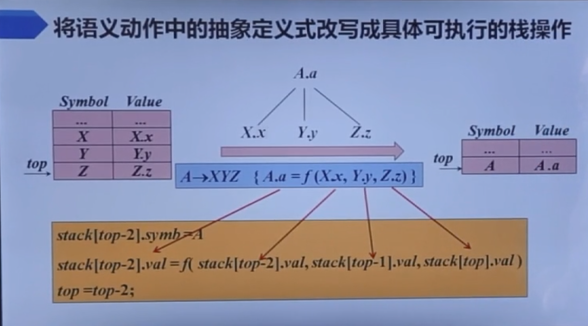 将语义动作中的抽象定义式改写成具体可执行的栈操作
A.a
Symbol Value
... ...
X X.x
Y Y.y
top Z Z.z
X.x Y.y Z.z
Symbol Value
... ...
top A A.a
A→XYZ { A.a = f (X.x, Y.y, Z.z) }
stack[top-2].symb=A
stack[top-2].val = f( stack[top-2].val, stack[top-1].val, stack[top].val )
top =top-2;